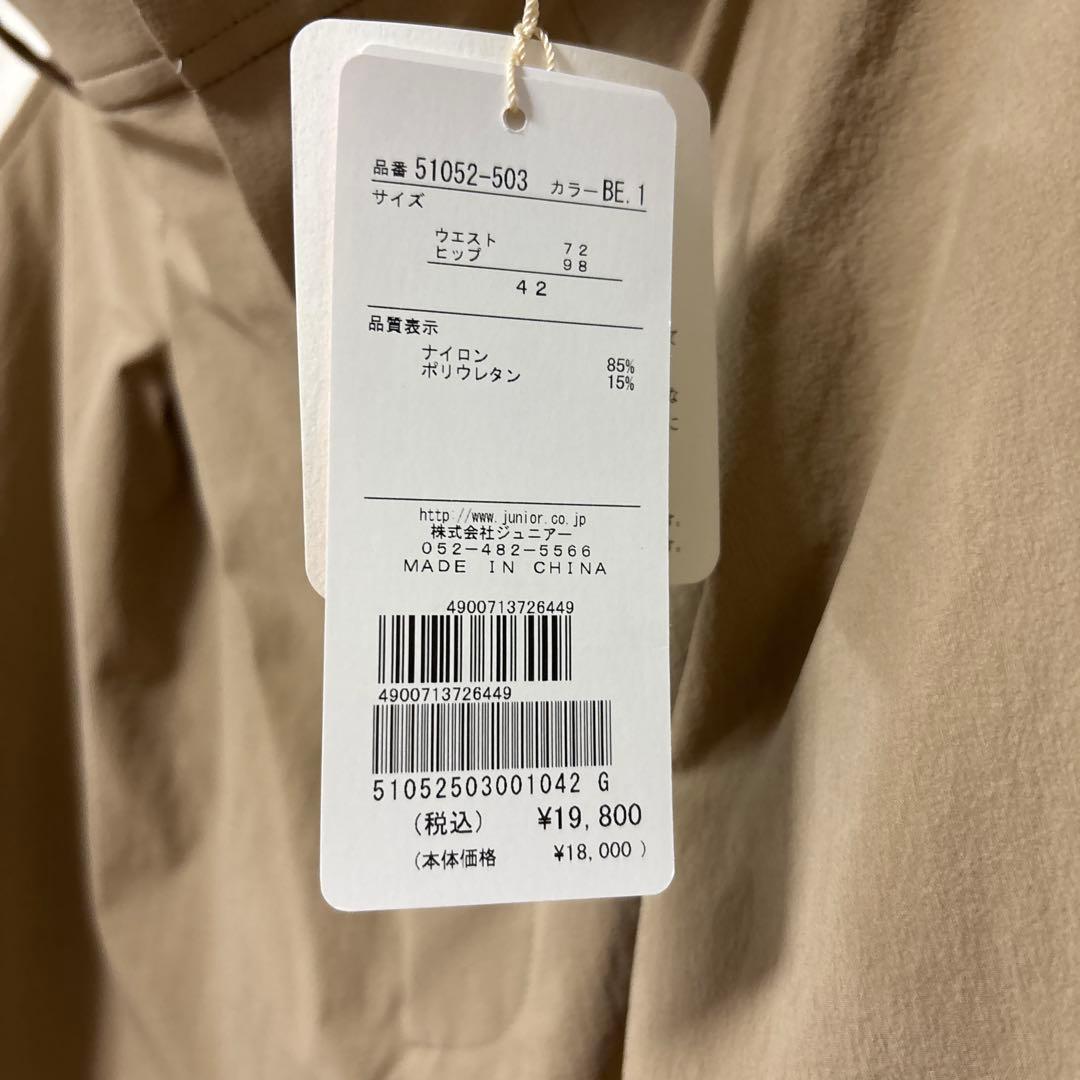 品番 51052-503 カラー BE. 1
サイズ
ウエスト 72
ヒップ 98
42
品質表示
ナイロン 85%
ポリウレタン 15%
http://www.junior.co.jp
株式会社ジュニアー
052-482-5566
MADE IN CHINA
4900713726449
4900713726449
51052503001042 G
(税込) ¥19,800
(本体価格 ¥18,000 )